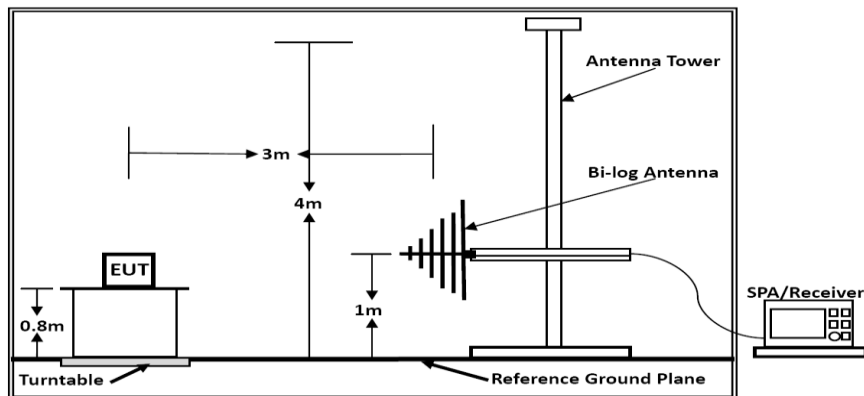 Antenna Tower
3m
Bi-log Antenna
4m
EUT
1m
0.8m
SPA/Receiver
Turntable
Reference Ground Plane